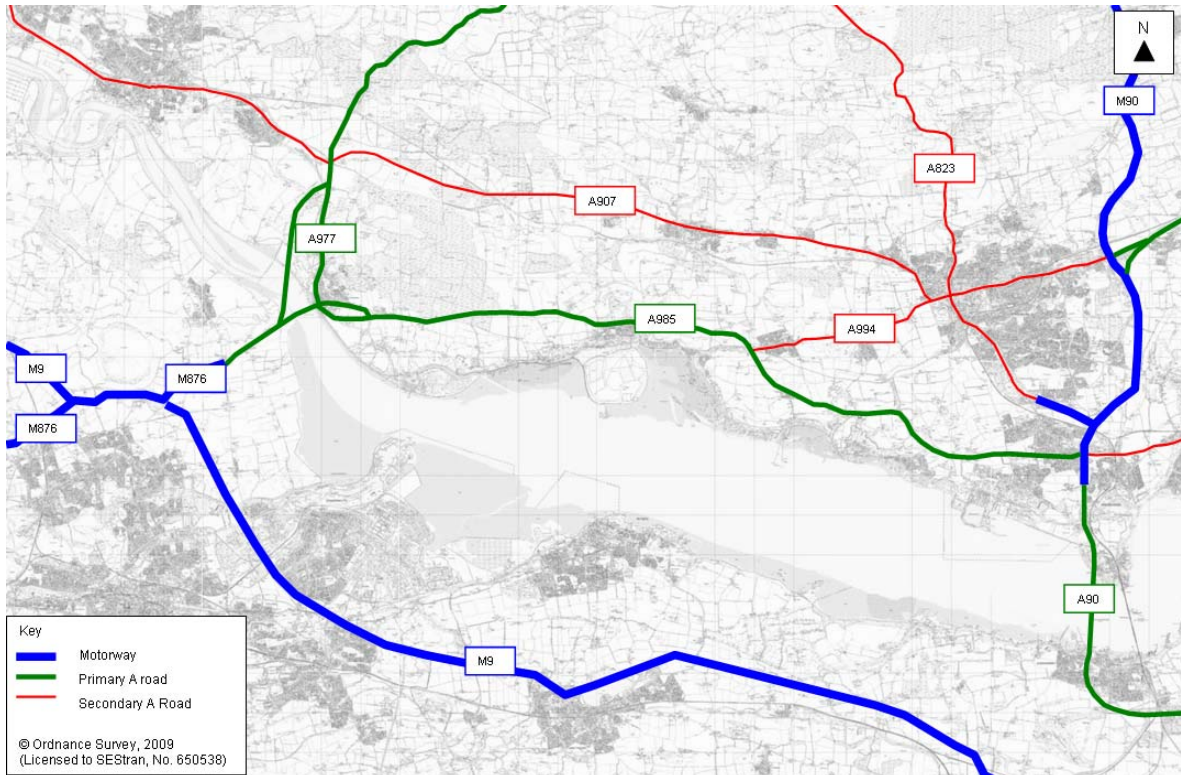 N
M90
A823
A907
A977
A985
A994
M9
M876
M876
A90
M9
Key
Motorway
Primary A road
Secondary A Road
© Ordnance Survey, 2009
(Licensed to SEStran, No. 650538)